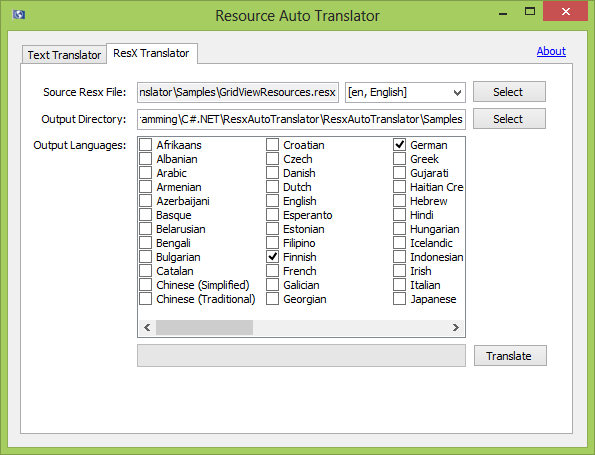 Resource Auto Translator
Text Translator
ResX Translator
About
Source Resx File:
nslator\Samples\GridViewResources.resx
[en, English]
Select
Output Directory:
ramming\C#.NET\ResxAutoTranslator\ResxAutoTranslator\Samples
Select
Output Languages:
Afrikaans
Albanian
Arabic
Armenian
Azerbaijani
Basque
Belarusian
Bengali
Bulgarian
Catalan
Chinese (Simplified)
Chinese (Traditional)
Croatian
Czech
Danish
Dutch
English
Esperanto
Estonian
Filipino
Finnish
French
Galician
Georgian
German
Greek
Gujarati
Haitian Cre
Hebrew
Hindi
Hungarian
Icelandic
Indonesian
Irish
Italian
Japanese
Translate